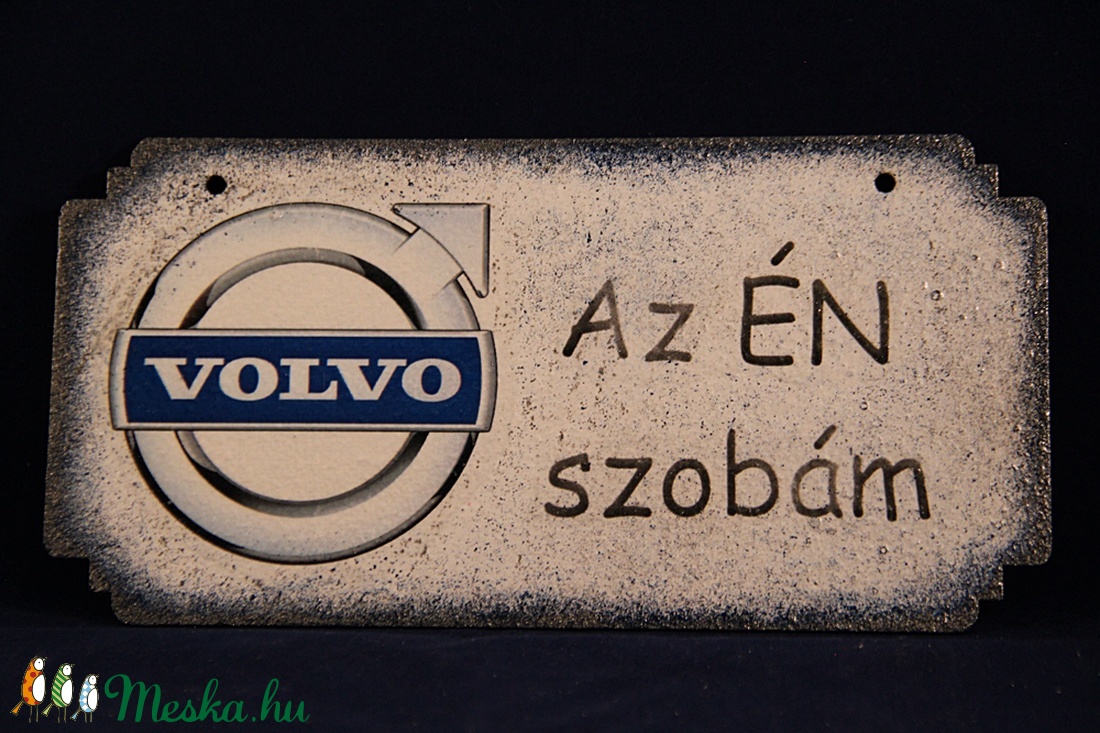 VOLVO
Az ÉN
szobám
Meska.hu